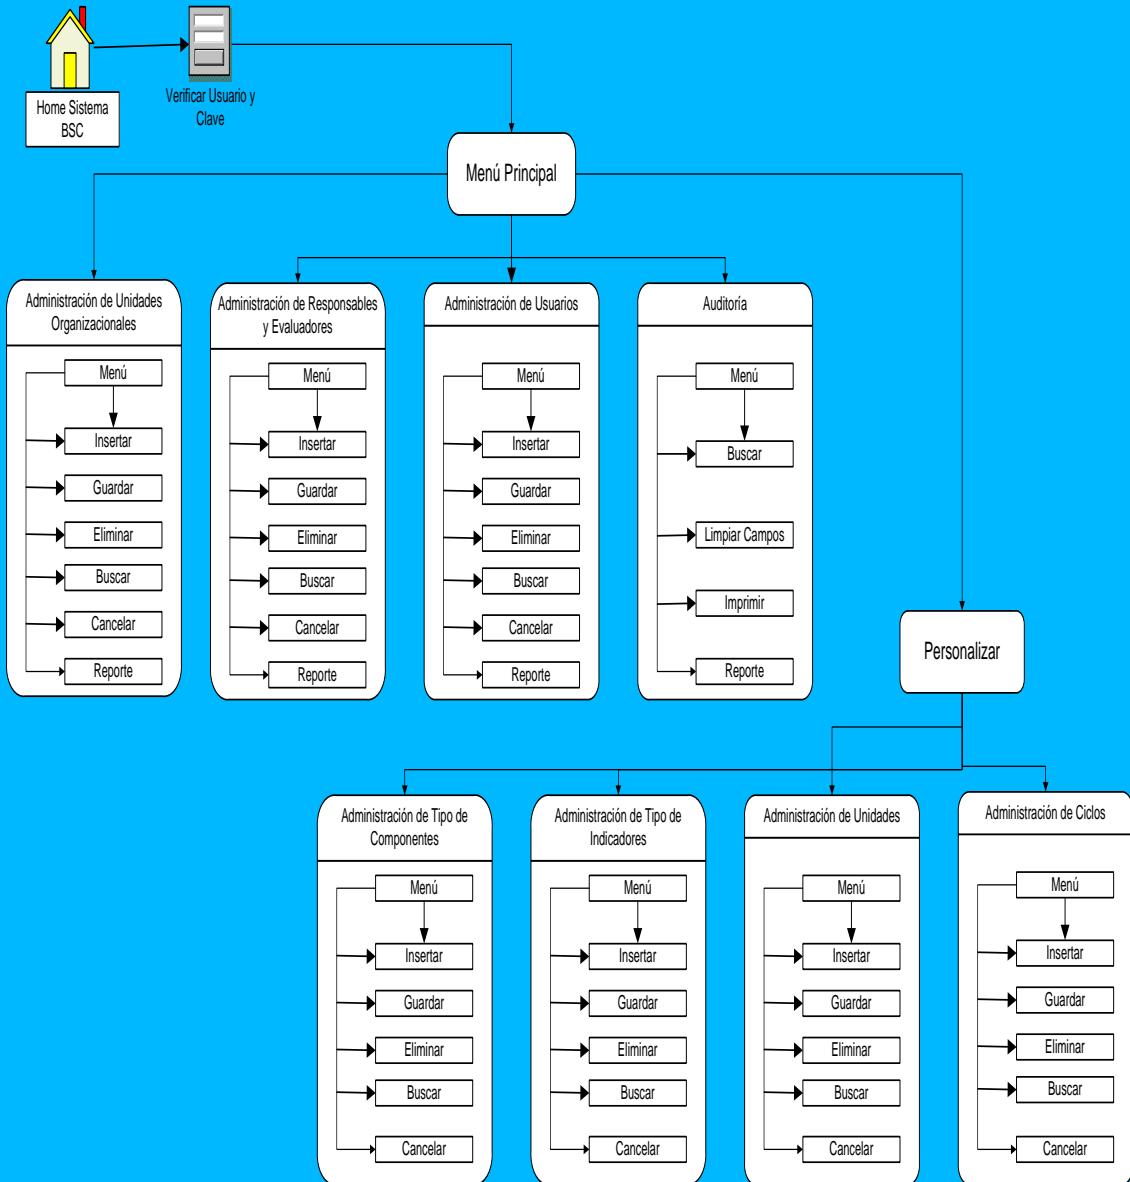 Home Sistema
BSC
Verificar Usuario y
Clave
Menú Principal
Administración de Unidades
Organizacionales
Menú
Insertar
Guardar
Eliminar
Buscar
Cancelar
Reporte
Administración de Responsables
y Evaluadores
Menú
Insertar
Guardar
Eliminar
Buscar
Cancelar
Reporte
Administración de Usuarios
Menú
Insertar
Guardar
Eliminar
Buscar
Cancelar
Reporte
Auditoría
Menú
Buscar
Limpiar Campos
Imprimir
Reporte
Personalizar
Administración de Tipo de
Componentes
Menú
Insertar
Guardar
Eliminar
Buscar
Cancelar
Administración de Tipo de
Indicadores
Menú
Insertar
Guardar
Eliminar
Buscar
Cancelar
Administración de Unidades
Menú
Insertar
Guardar
Eliminar
Buscar
Cancelar
Administración de Ciclos
Menú
Insertar
Guardar
Eliminar
Buscar
Cancelar